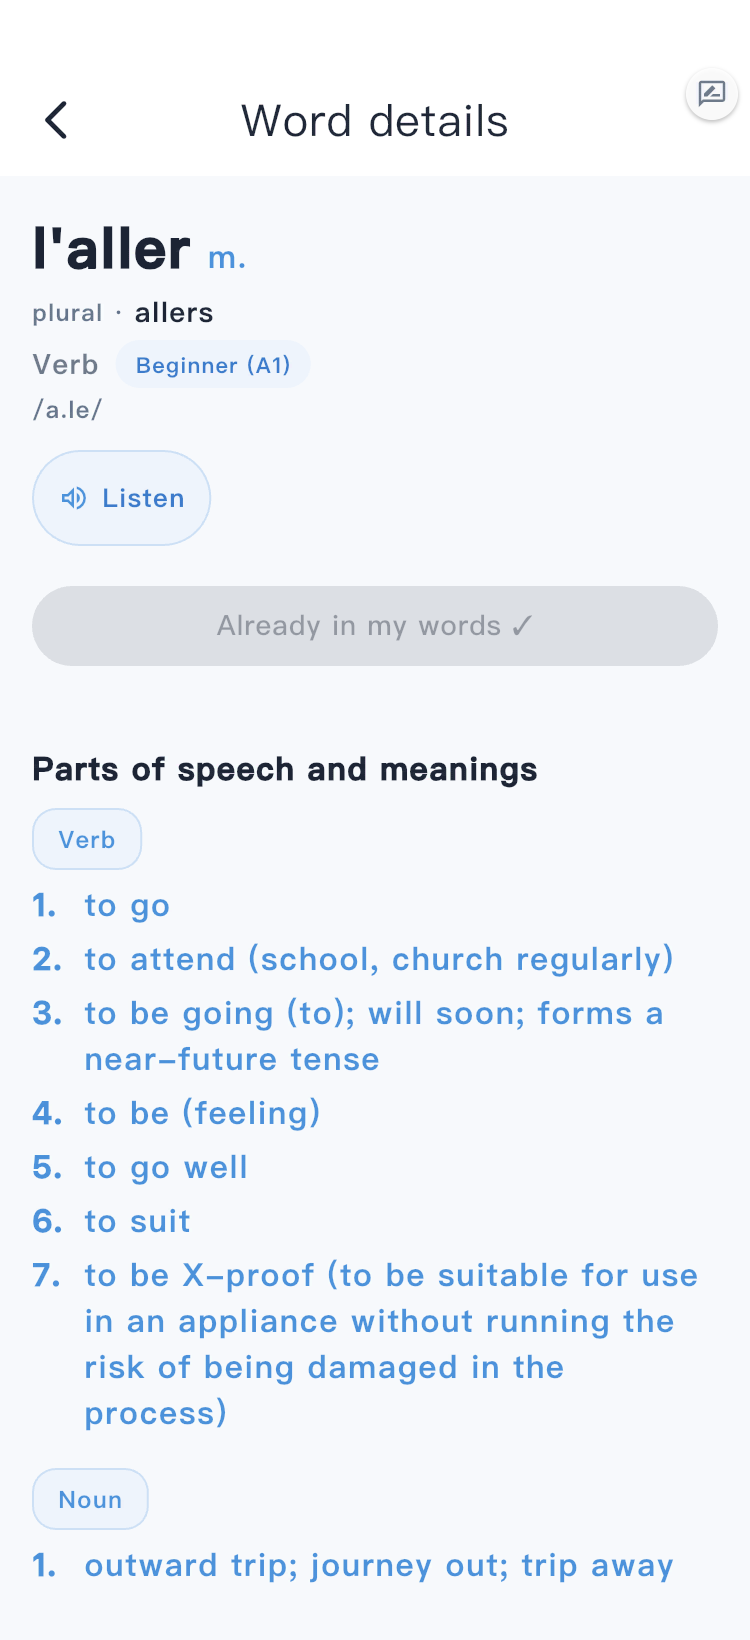 Word details
l'aller m.
plural · allers
Verb Beginner (A1)
/a.le/
Listen
Already in my words ✓
Parts of speech and meanings
Verb
1. to go
2. to attend (school, church regularly)
3. to be going (to); will soon; forms a
near-future tense
4. to be (feeling)
5. to go well
6. to suit
7. to be X-proof (to be suitable for use
in an appliance without running the
risk of being damaged in the
process)
Noun
1. outward trip; journey out; trip away